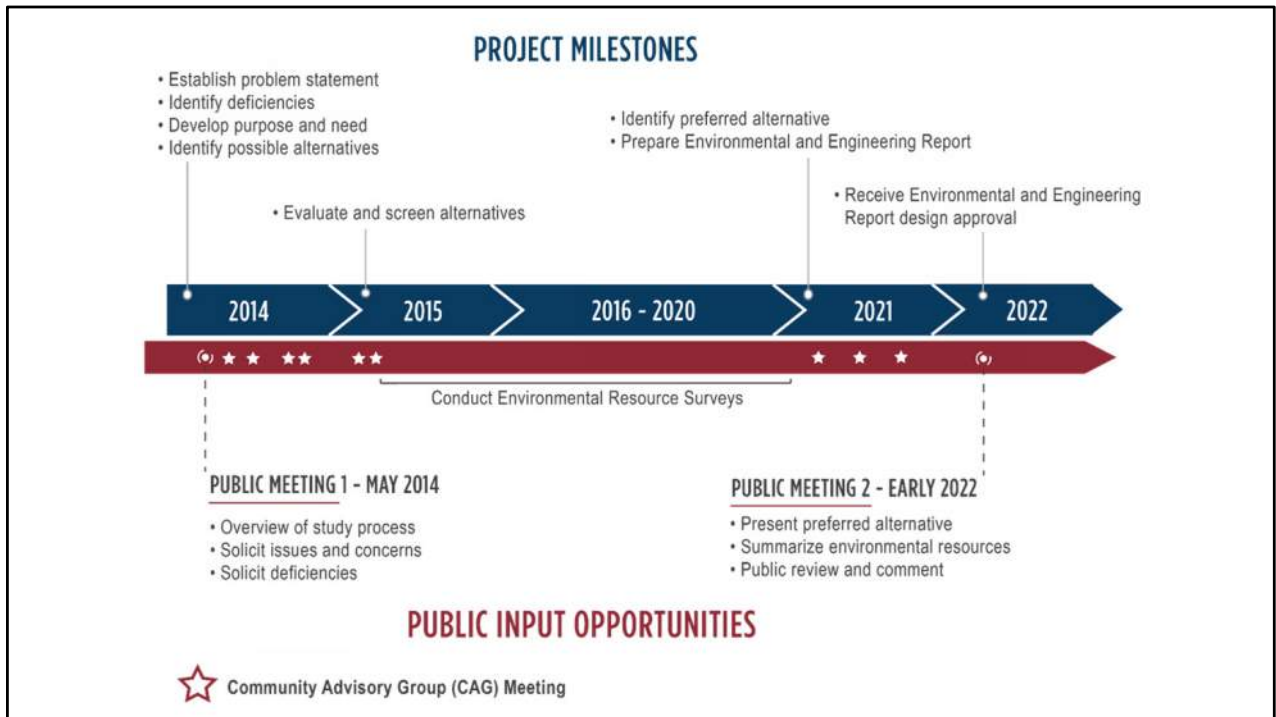 PROJECT MILESTONES
• Establish problem statement
• Identify deficiencies
• Develop purpose and need
• Identify possible alternatives
• Evaluate and screen alternatives
• Identify preferred alternative
• Prepare Environmental and Engineering Report
• Receive Environmental and Engineering
Report design approval
2014
2015
2016 - 2020
2021
2022
Conduct Environmental Resource Surveys
PUBLIC MEETING 1 - MAY 2014
• Overview of study process
• Solicit issues and concerns
• Solicit deficiencies
PUBLIC MEETING 2 - EARLY 2022
• Present preferred alternative
• Summarize environmental resources
• Public review and comment
PUBLIC INPUT OPPORTUNITIES
Community Advisory Group (CAG) Meeting